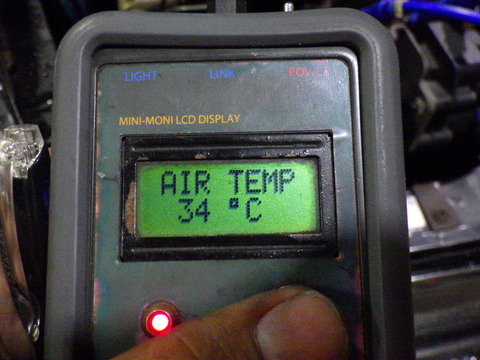 LIGHT LINK POWER
MINI-MONI LCD DISPLAY
AIR TEMP
34 °C